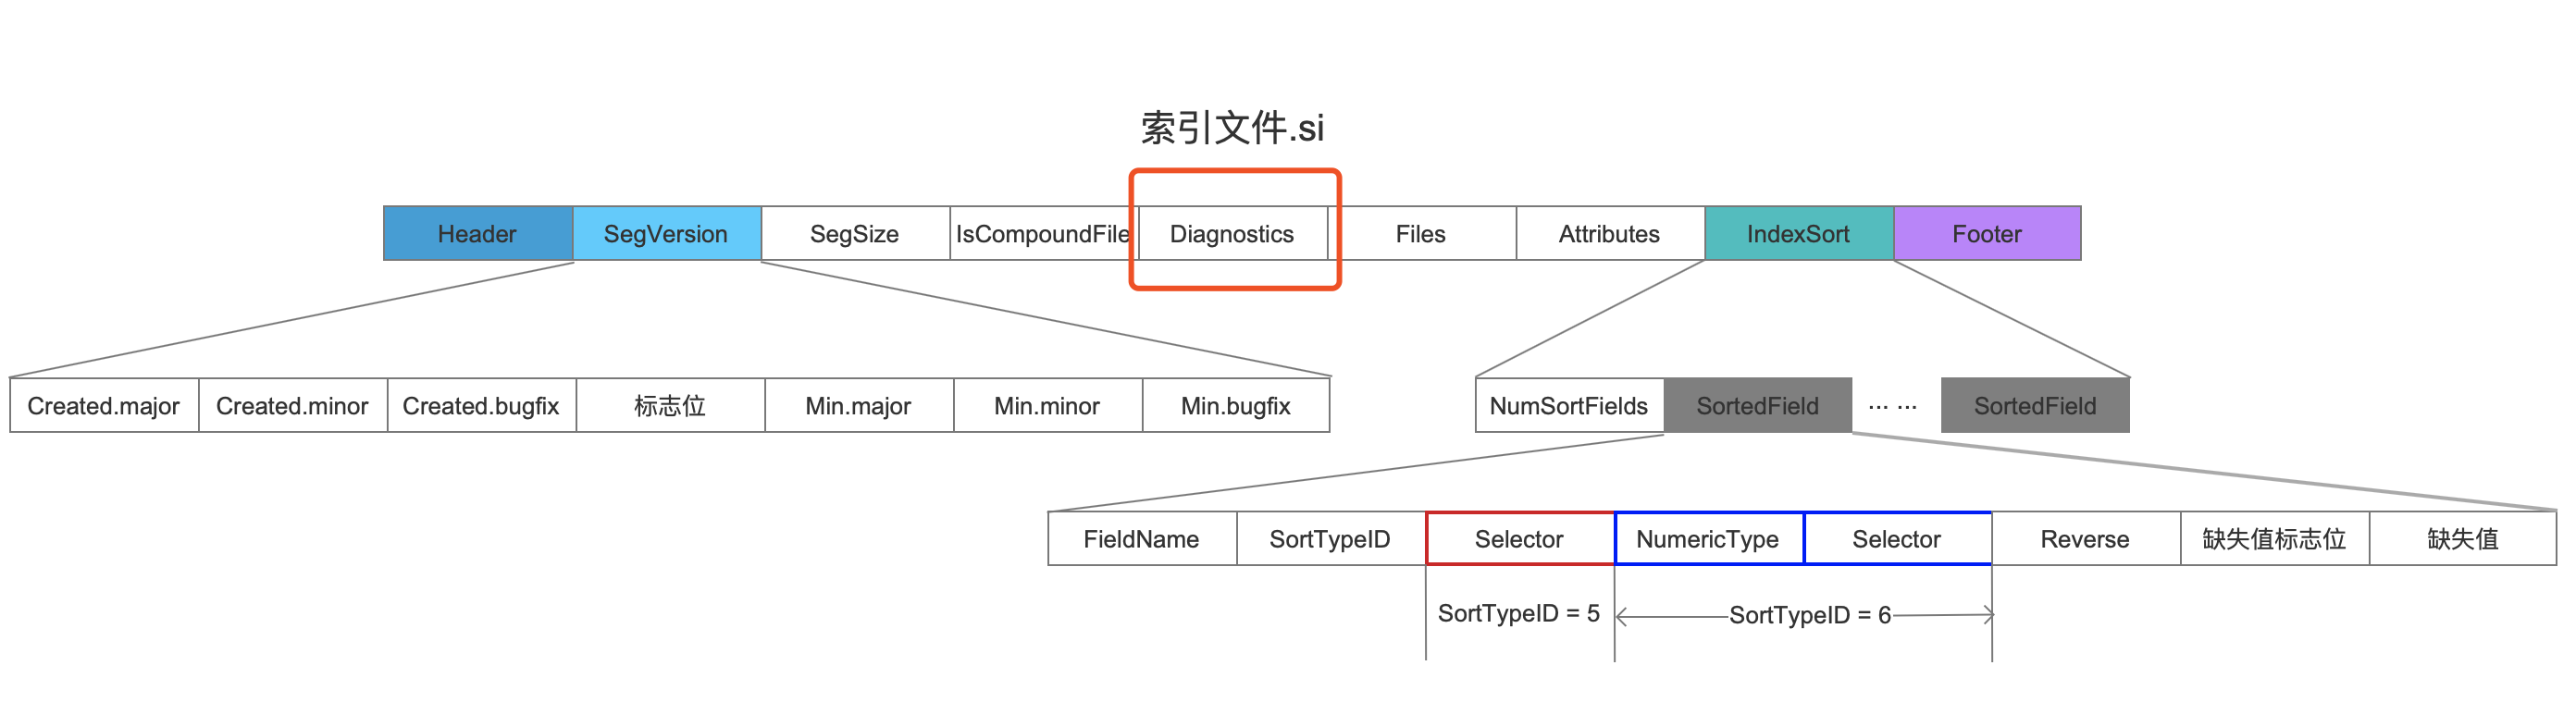 索引文件.si
Header SegVersion SegSize IsCompoundFile Diagnostics Files Attributes IndexSort Footer
Created.major Created.minor Created.bugfix 标志位 Min.major Min.minor Min.bugfix NumSortFields SortedField ... ... SortedField
FieldName SortTypeID Selector NumericType Selector Reverse 缺失值标志位 缺失值
SortTypeID = 5 SortTypeID = 6